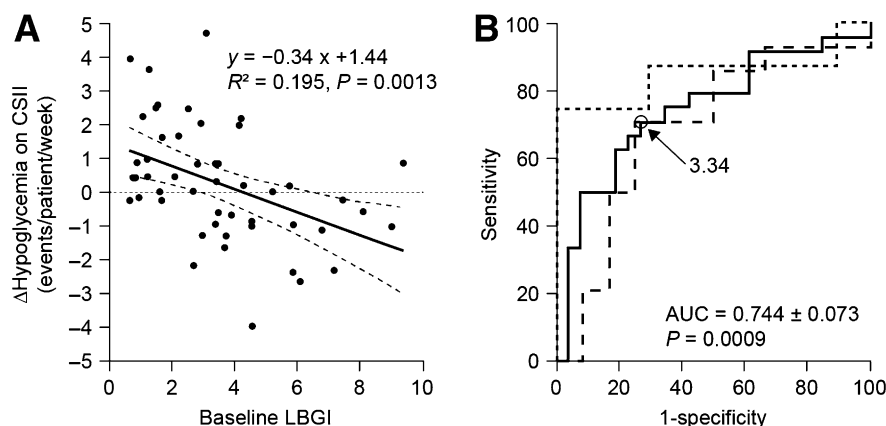 A
y = −0.34 x +1.44
R² = 0.195, P = 0.0013
ΔHypoglycemia on CSII
(events/patient/week)
5
4
3
2
1
0
−1
−2
−3
−4
−5
0 2 4 6 8 10
Baseline LBGI
B
Sensitivity
100
80
60
40
20
0
3.34
AUC = 0.744 ± 0.073
P = 0.0009
0 20 40 60 80 100
1-specificity